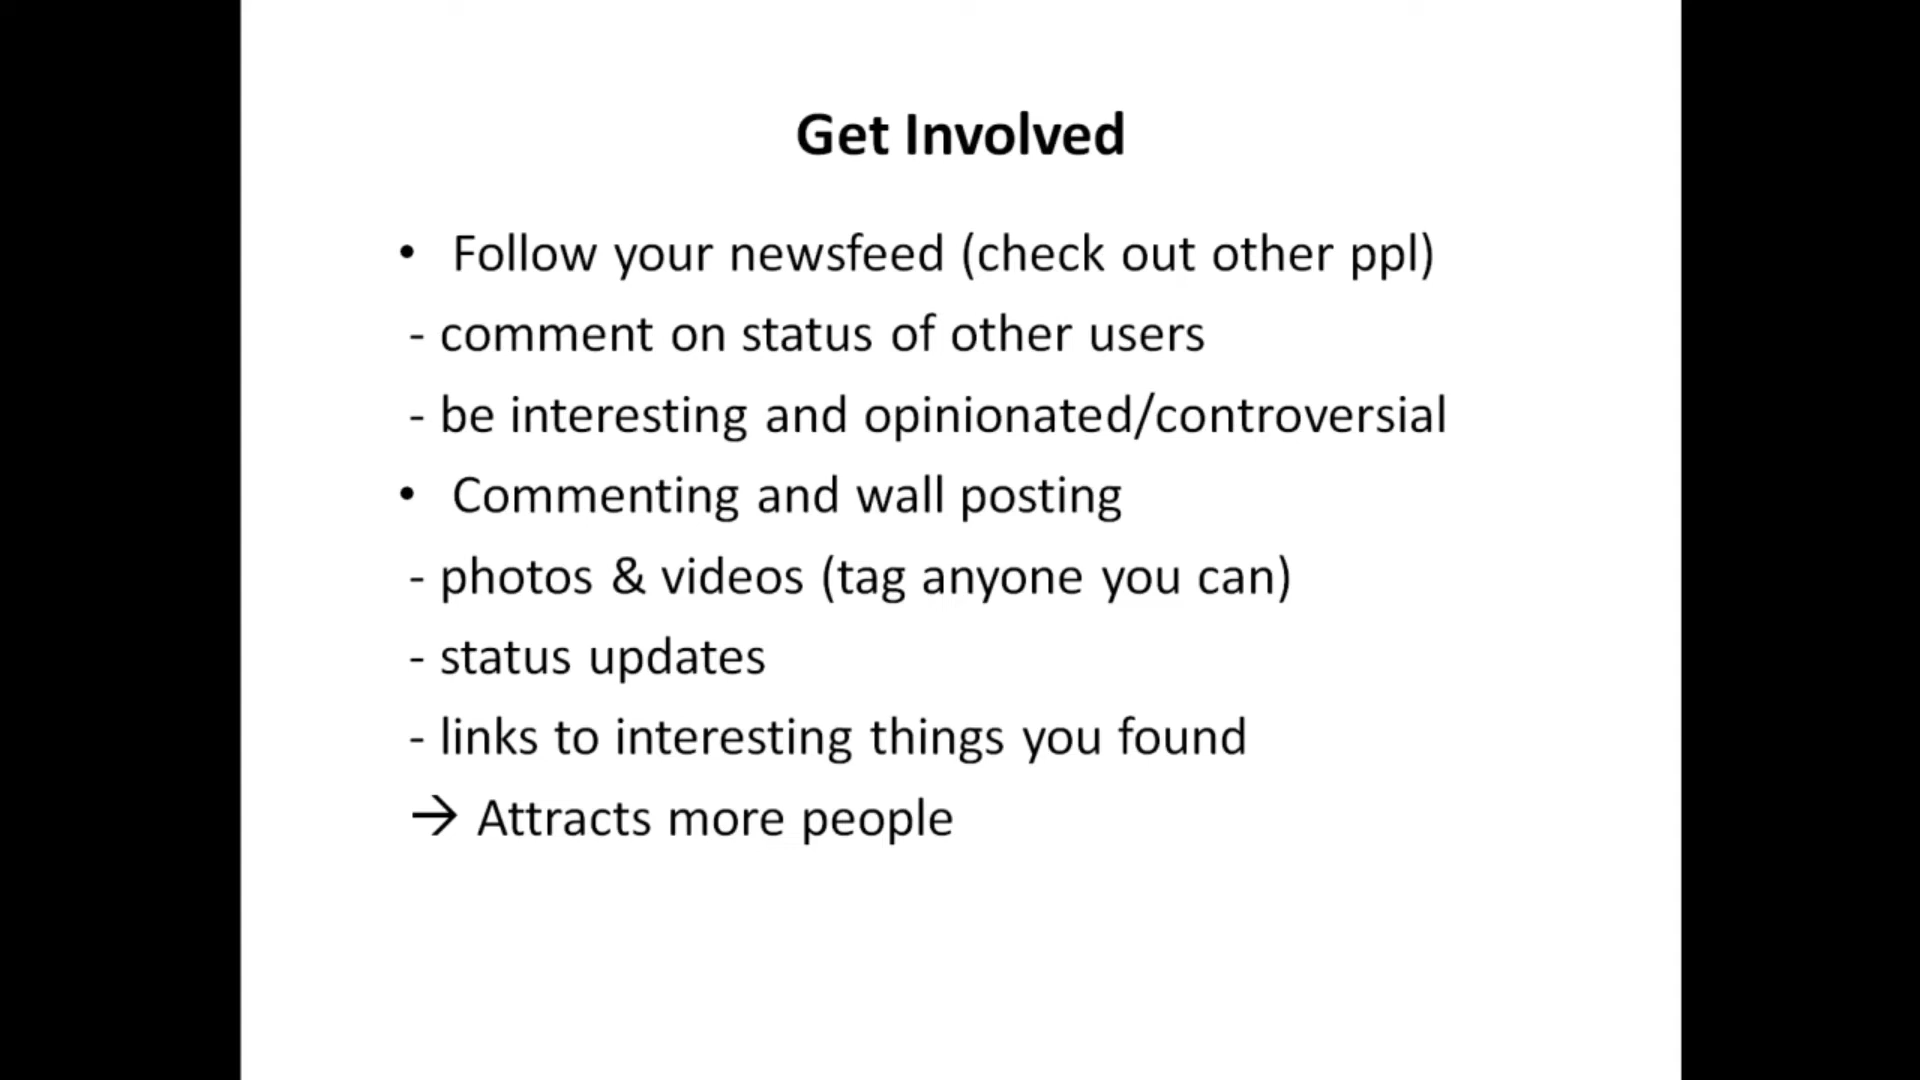 Get Involved
• Follow your newsfeed (check out other ppl)
- comment on status of other users
- be interesting and opinionated/controversial
• Commenting and wall posting
- photos & videos (tag anyone you can)
- status updates
- links to interesting things you found
→ Attracts more people